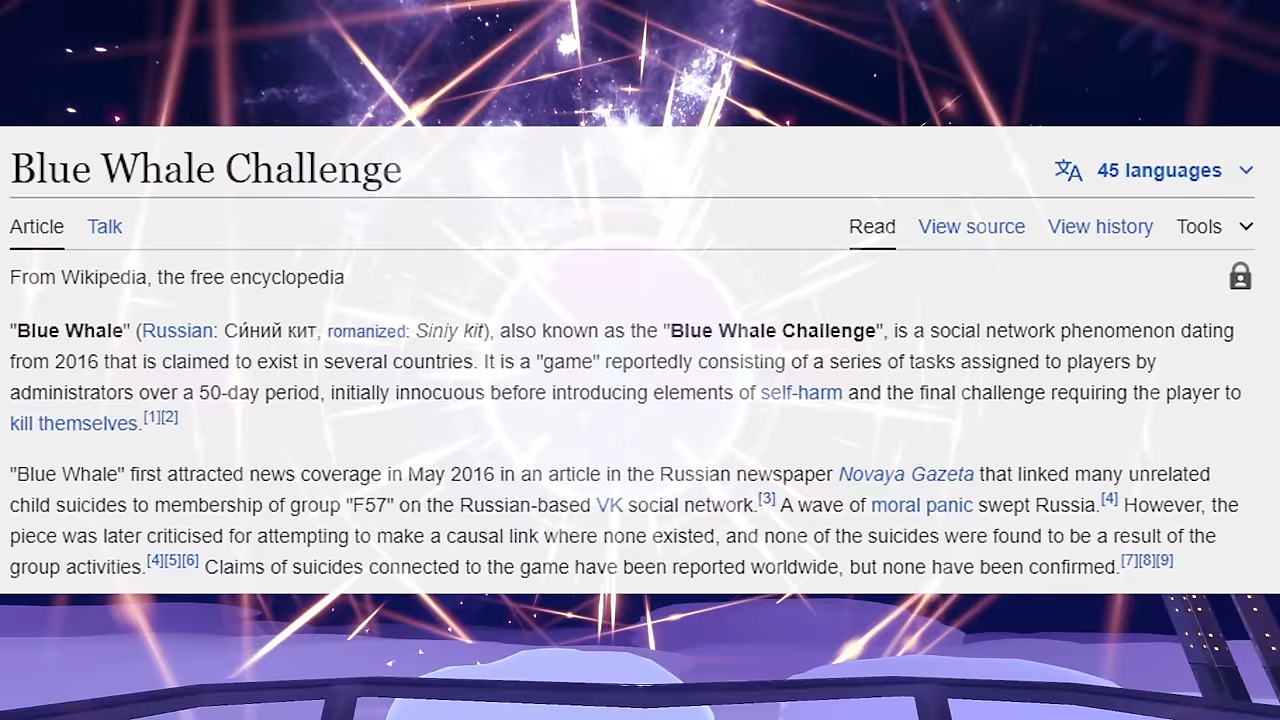 Blue Whale Challenge
45 languages
Article Talk Read View source View history Tools
From Wikipedia, the free encyclopedia
"Blue Whale" (Russian: Си́ний кит, romanized: Siniy kit), also known as the "Blue Whale Challenge", is a social network phenomenon dating
from 2016 that is claimed to exist in several countries. It is a "game" reportedly consisting of a series of tasks assigned to players by
administrators over a 50-day period, initially innocuous before introducing elements of self-harm and the final challenge requiring the player to
kill themselves.[1][2]
"Blue Whale" first attracted news coverage in May 2016 in an article in the Russian newspaper Novaya Gazeta that linked many unrelated
child suicides to membership of group "F57" on the Russian-based VK social network.[3] A wave of moral panic swept Russia.[4] However, the
piece was later criticised for attempting to make a causal link where none existed, and none of the suicides were found to be a result of the
group activities.[4][5][6] Claims of suicides connected to the game have been reported worldwide, but none have been confirmed.[7][8][9]